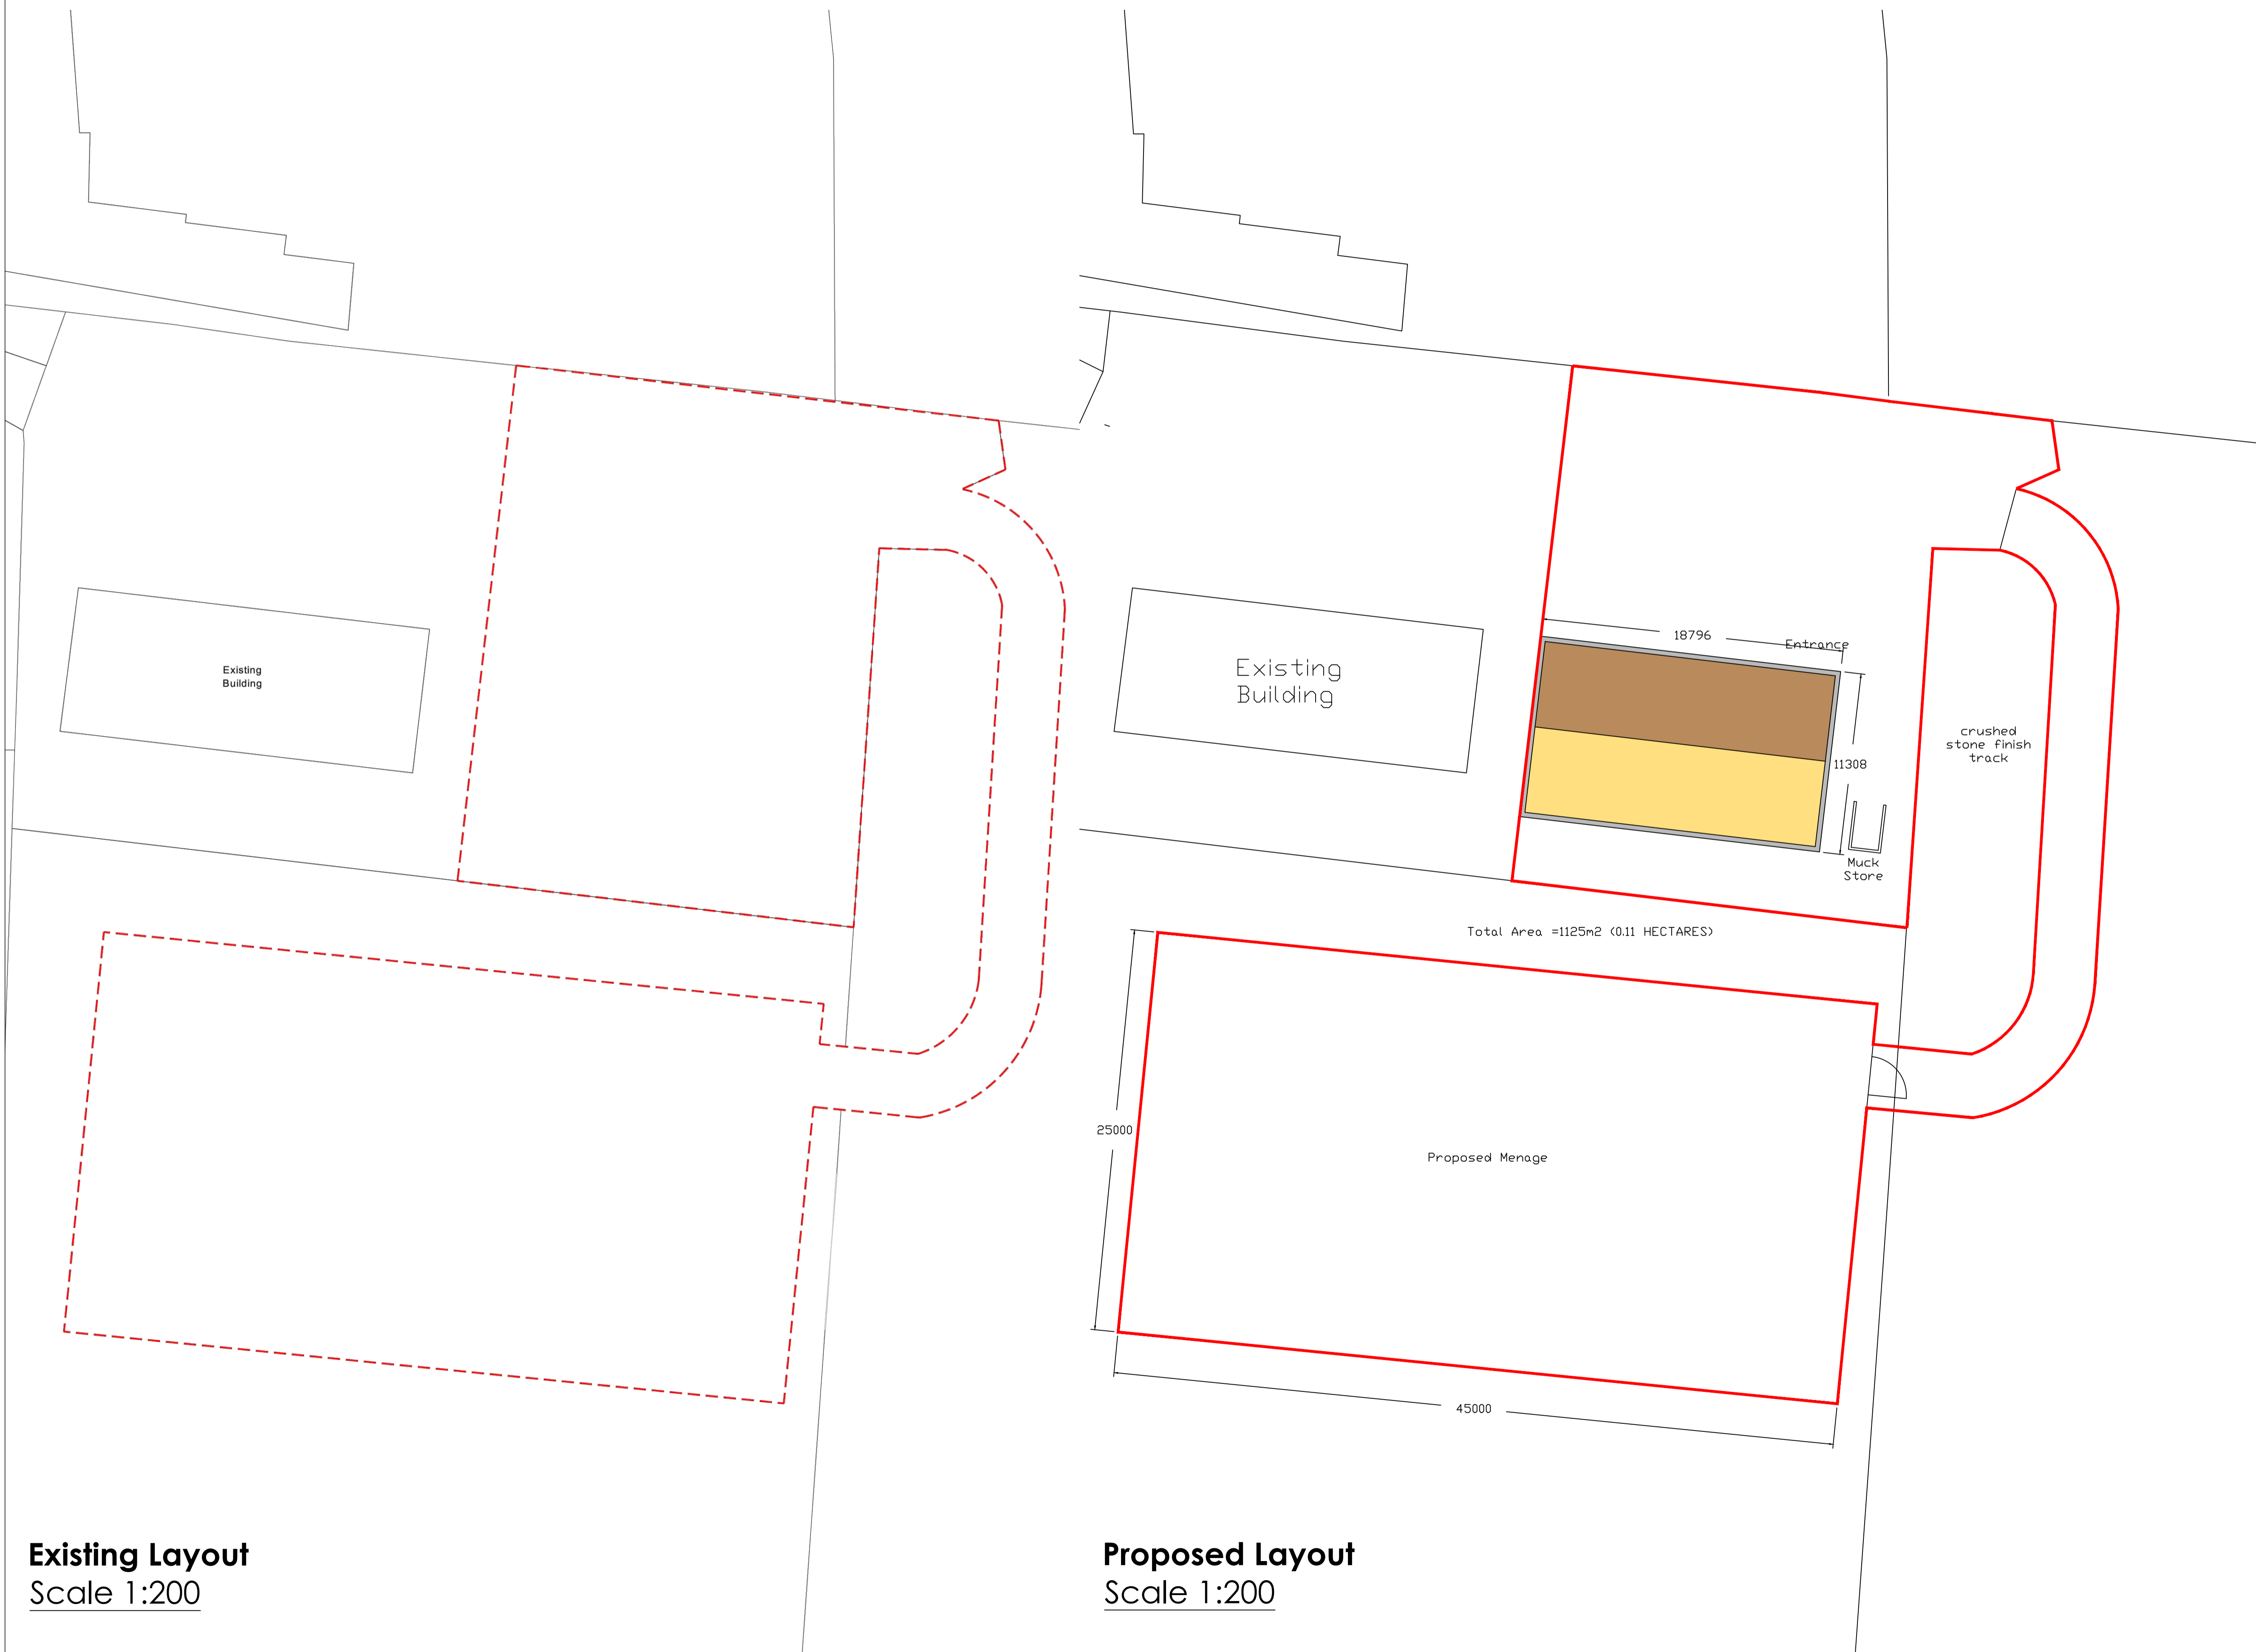 Existing
Building
Existing Layout
Scale 1:200
Existing
Building
18796
Entrance
11308
Muck
Store
crushed
stone finish
track
Total Area =1125m2 (0.11 HECTARES)
25000
Proposed Menage
45000
Proposed Layout
Scale 1:200